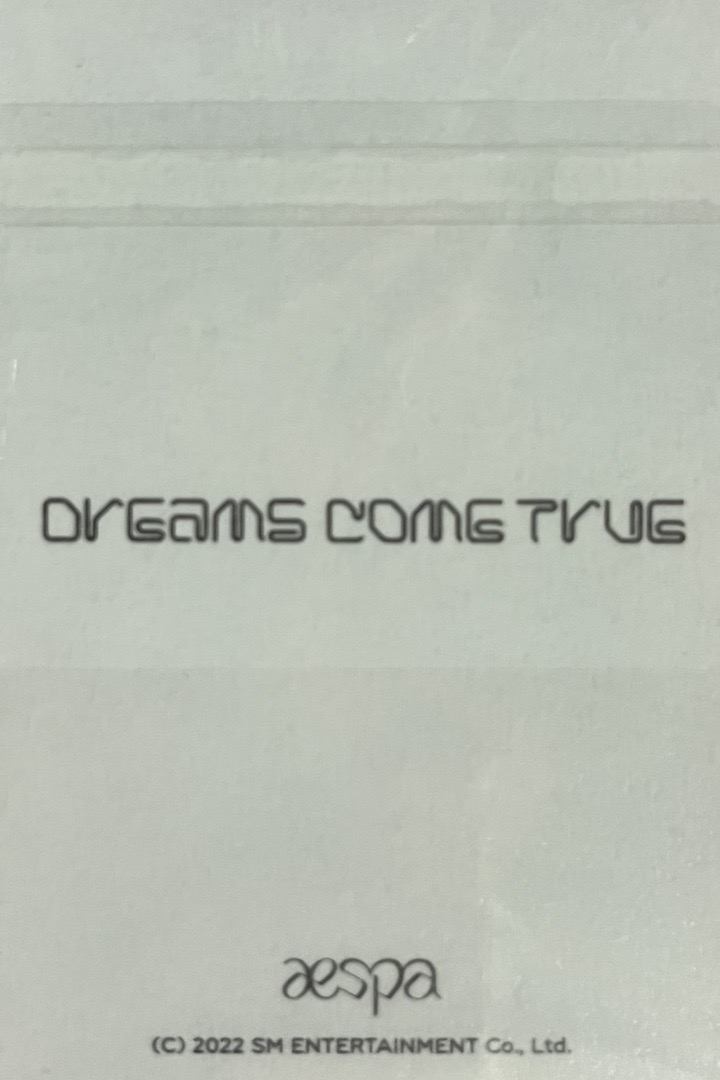 Dreams Come True
aespa
(C) 2022 SM ENTERTAINMENT Co., Ltd.